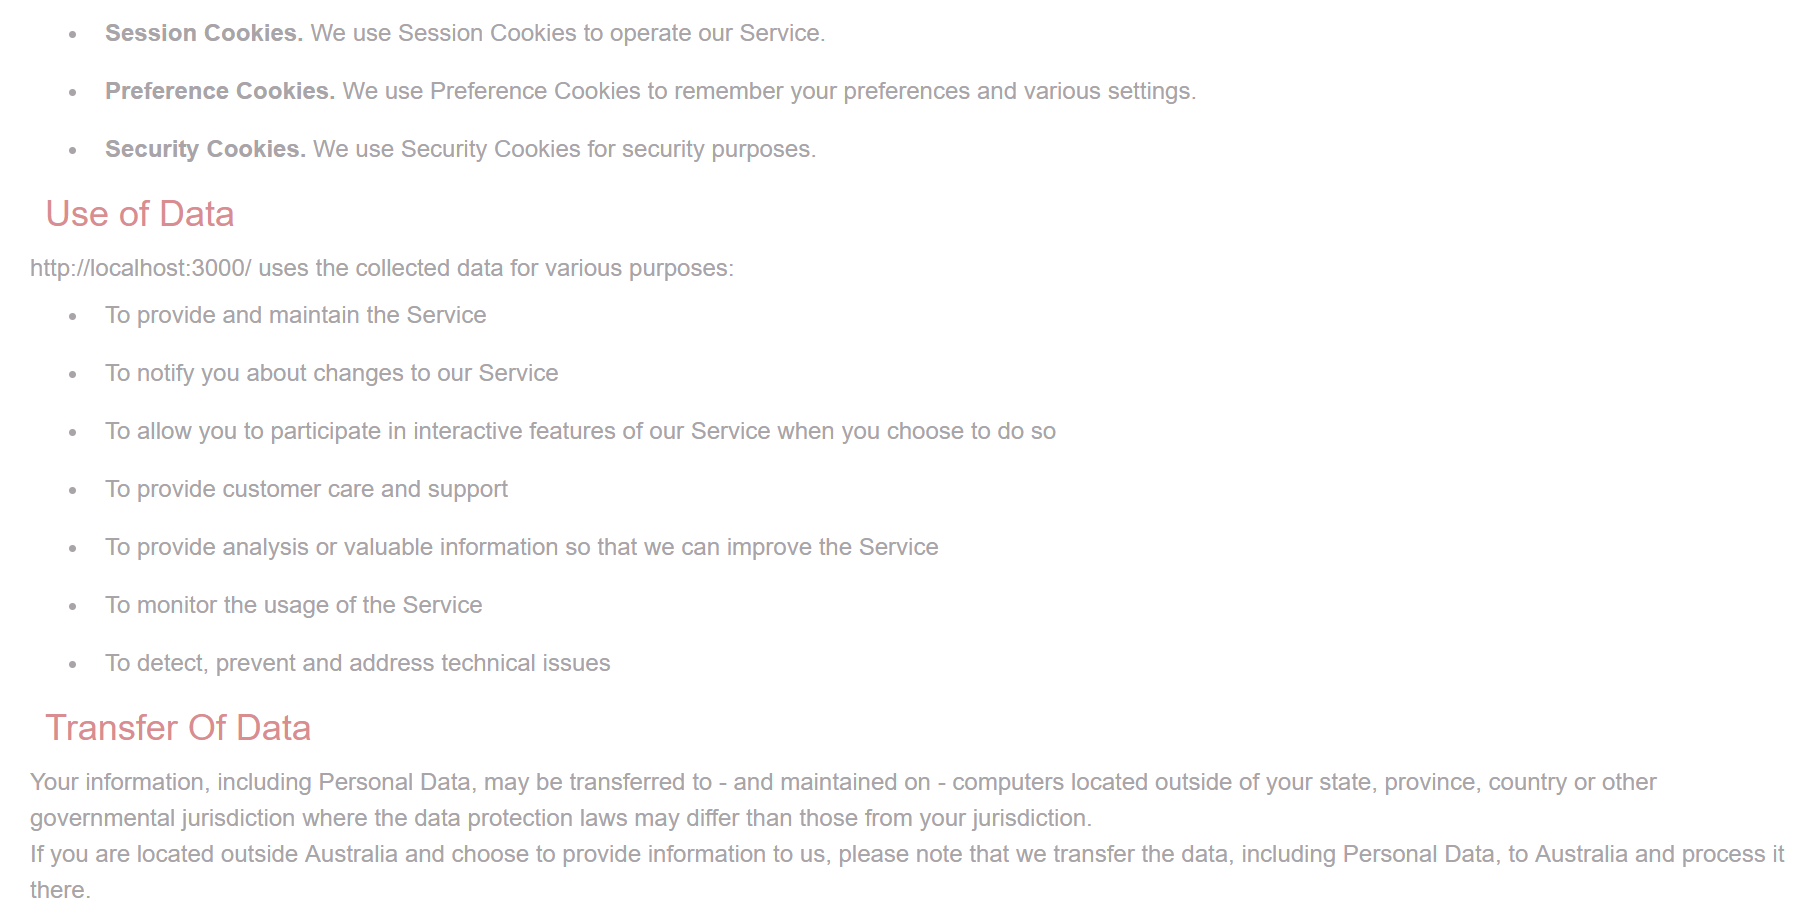 • Session Cookies. We use Session Cookies to operate our Service.
• Preference Cookies. We use Preference Cookies to remember your preferences and various settings.
• Security Cookies. We use Security Cookies for security purposes.
Use of Data
http://localhost:3000/ uses the collected data for various purposes:
• To provide and maintain the Service
• To notify you about changes to our Service
• To allow you to participate in interactive features of our Service when you choose to do so
• To provide customer care and support
• To provide analysis or valuable information so that we can improve the Service
• To monitor the usage of the Service
• To detect, prevent and address technical issues
Transfer Of Data
Your information, including Personal Data, may be transferred to - and maintained on - computers located outside of your state, province, country or other
governmental jurisdiction where the data protection laws may differ than those from your jurisdiction.
If you are located outside Australia and choose to provide information to us, please note that we transfer the data, including Personal Data, to Australia and process it
there.